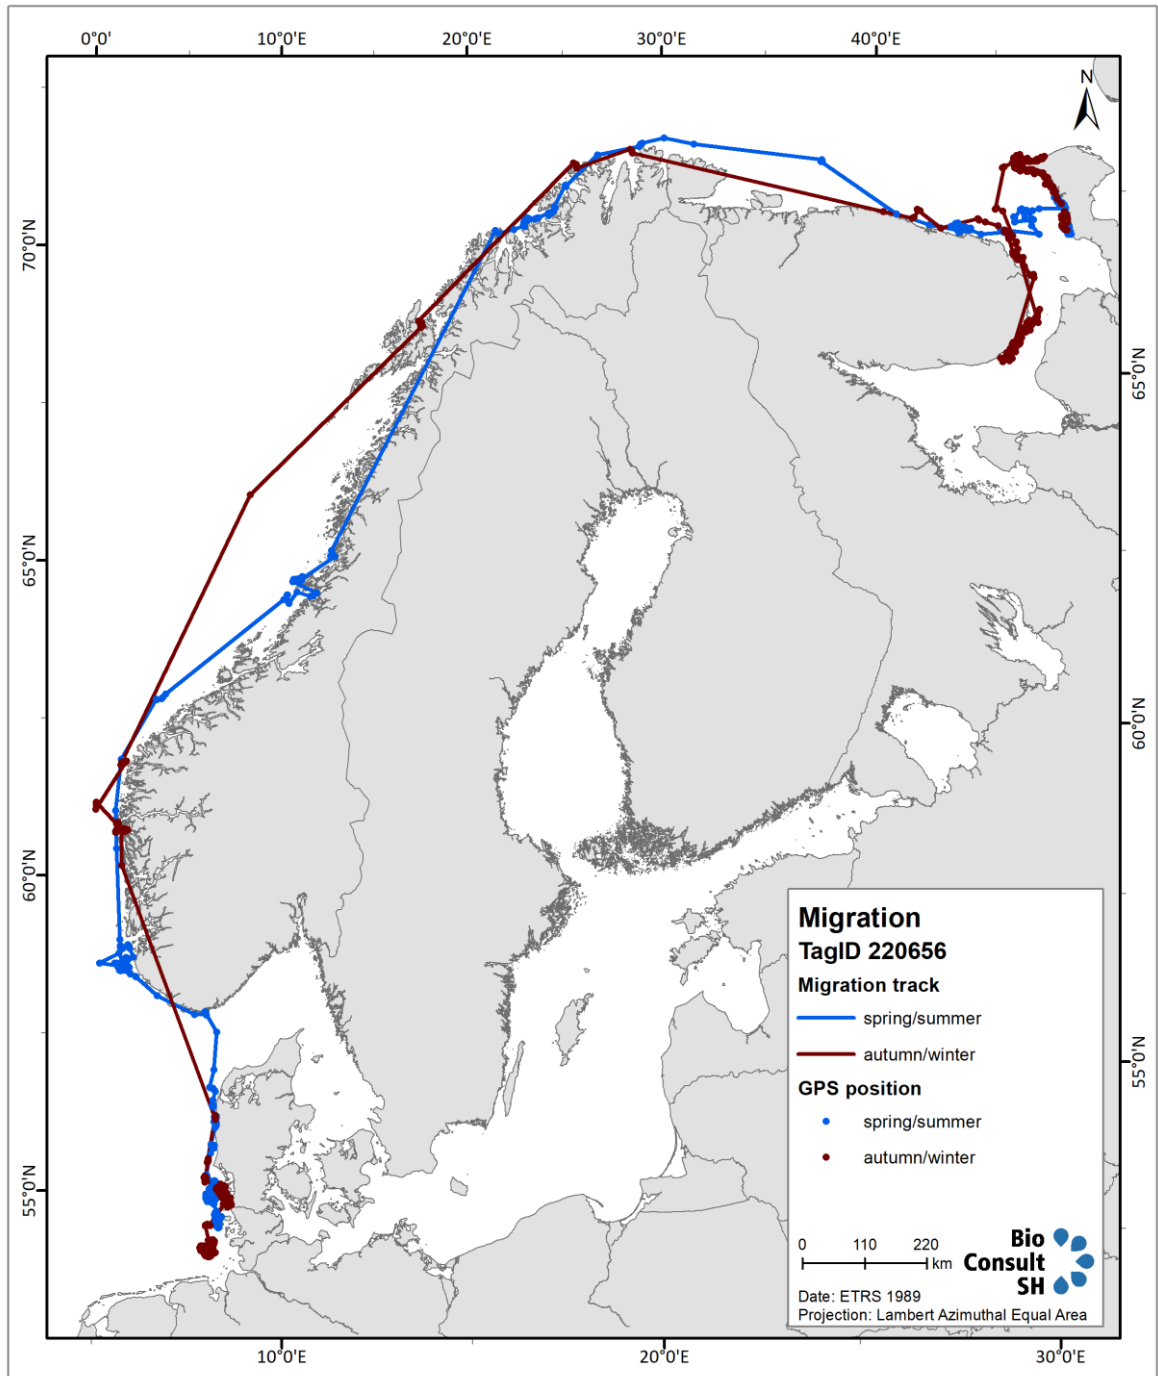 0°0' 10°0'E 20°0'E 30°0'E 40°0'E
N
70°0'N
65°0'N
65°0'N
60°0'N
60°0'N
55°0'N
55°0'N
Migration
TagID 220656
Migration track
spring/summer
autumn/winter
GPS position
spring/summer
autumn/winter
0 110 220
km
Bio
Consult
SH
Date: ETRS 1989
Projection: Lambert Azimuthal Equal Area
10°0'E 20°0'E 30°0'E